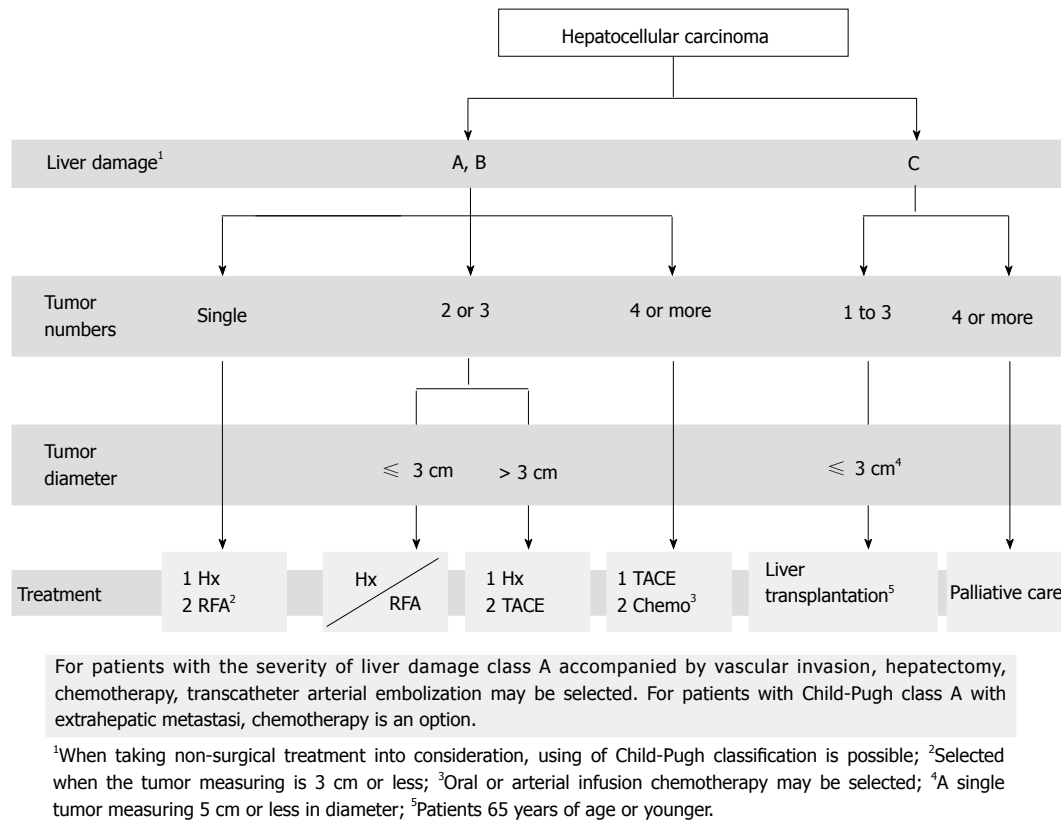 Hepatocellular carcinoma
Liver damage¹
A, B
C
Tumor
numbers
Single
2 or 3
4 or more
1 to 3
4 or more
Tumor
diameter
≤ 3 cm
> 3 cm
≤ 3 cm⁴
Treatment
1 Hx
2 RFA²
Hx
RFA
1 Hx
2 TACE
1 TACE
2 Chemo³
Liver
transplantation⁵
Palliative care
For patients with the severity of liver damage class A accompanied by vascular invasion, hepatectomy,
chemotherapy, transcatheter arterial embolization may be selected. For patients with Child-Pugh class A with
extrahepatic metastasi, chemotherapy is an option.
¹When taking non-surgical treatment into consideration, using of Child-Pugh classification is possible; ²Selected
when the tumor measuring is 3 cm or less; ³Oral or arterial infusion chemotherapy may be selected; ⁴A single
tumor measuring 5 cm or less in diameter; ⁵Patients 65 years of age or younger.